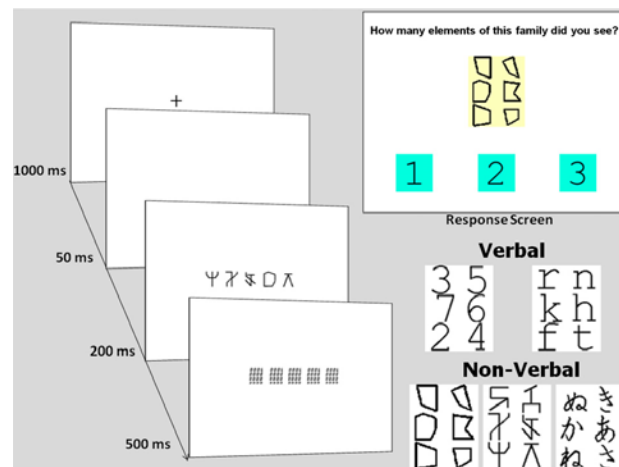 How many elements of this family did you see?
+
1 2 3
1000 ms
Response Screen
50 ms
Verbal
3 5 r n
7 6 k h
2 4 f t
200 ms
Non-Verbal
ぬ き
か あ
ね さ
500 ms